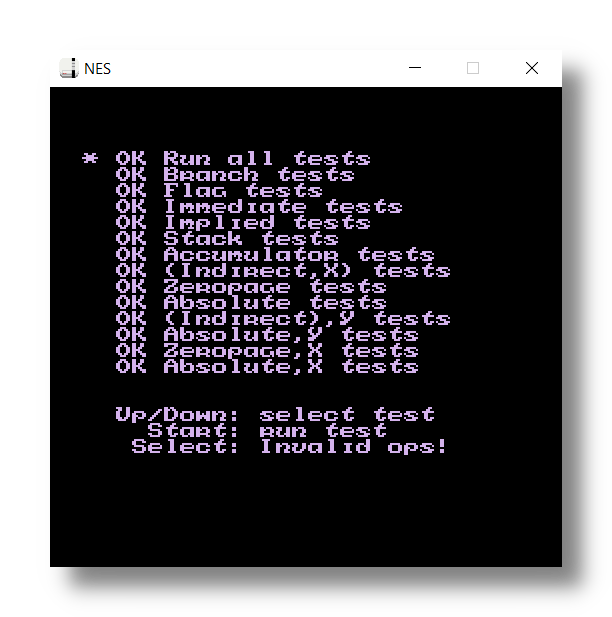 NES
* OK Run all tests
OK Branch tests
OK Flag tests
OK Immediate tests
OK Implied tests
OK Stack tests
OK Accumulator tests
OK (Indirect,X) tests
OK Zeropage tests
OK Absolute tests
OK (Indirect),Y tests
OK Absolute,Y tests
OK Zeropage,X tests
OK Absolute,X tests
Up/Down: select test
Start: run test
Select: Invalid ops!